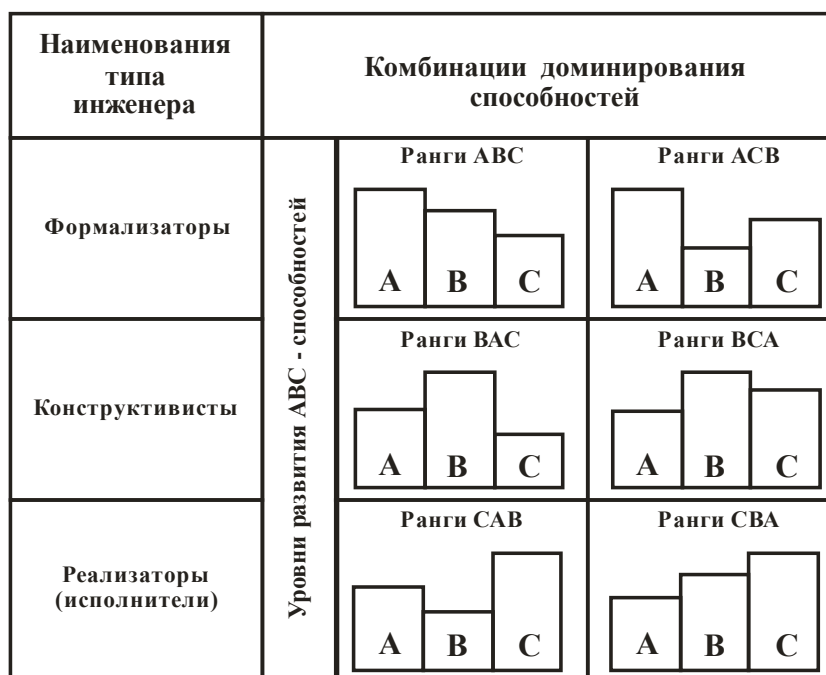 Наименования
типа
инженера
Комбинации доминирования
способностей
Формализаторы
Уровни развития АВС - способностей
Ранги АВС
A B C
Ранги АСВ
A B C
Конструктивисты
Ранги ВАС
A B C
Ранги ВСА
A B C
Реализаторы
(исполнители)
Ранги САВ
A B C
Ранги СВА
A B C